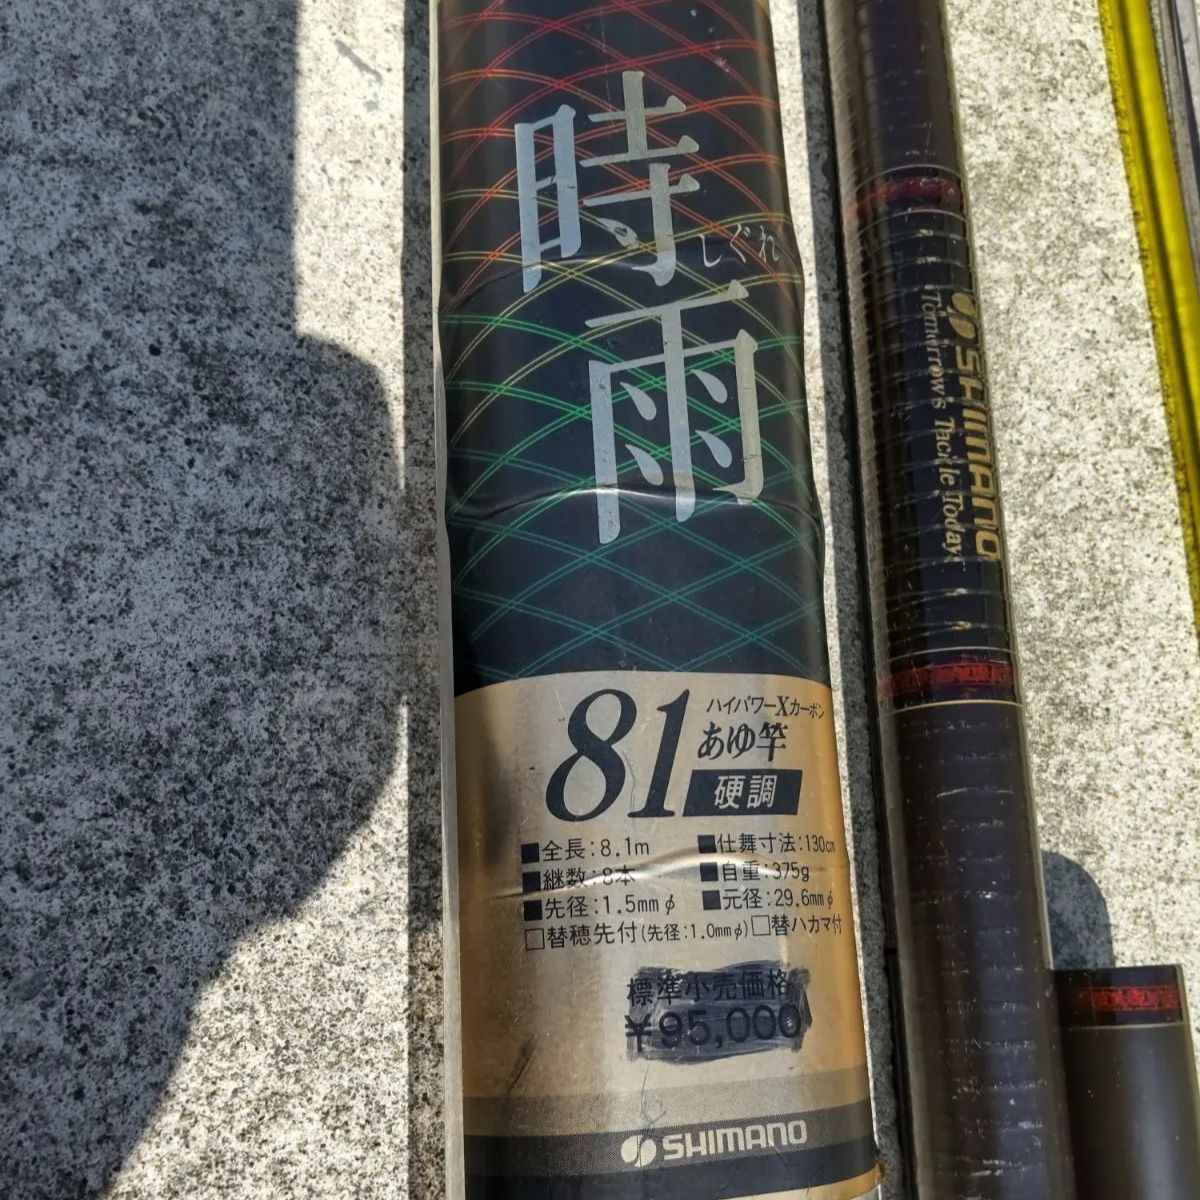 時雨
しぐれ
81
ハイパワーXカーボン
あゆ竿
硬調
■全長:8.1m ■仕舞寸法:130cm
■継数:8本 ■自重:375g
■先径:1.5mmφ ■元径:29.6mmφ
□替穂先付(先径:1.0mmφ) □替ハカマ付
標準小売価格
¥95,000
SHIMANO
SHIMANO
Tomorrow's Tackle Today